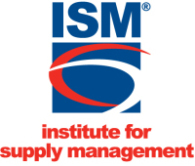 ISM®
institute for
supply management